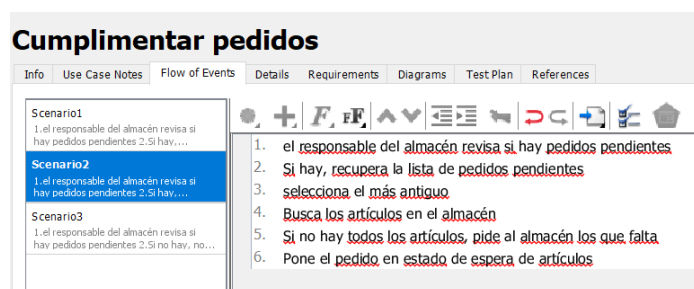 Cumplimentar pedidos
Info Use Case Notes Flow of Events Details Requirements Diagrams Test Plan References
Scenario1
1.el responsable del almacén revisa si
hay pedidos pendientes 2.Si hay,...
Scenario2
1.el responsable del almacén revisa si
hay pedidos pendientes 2.Si hay,...
Scenario3
1.el responsable del almacén revisa si
hay pedidos pendientes 2.Si no hay, no...
1. el responsable del almacén revisa si hay pedidos pendientes
2. Si hay, recupera la lista de pedidos pendientes
3. selecciona el más antiguo
4. Busca los artículos en el almacén
5. Si no hay todos los artículos, pide al almacén los que falta
6. Pone el pedido en estado de espera de artículos